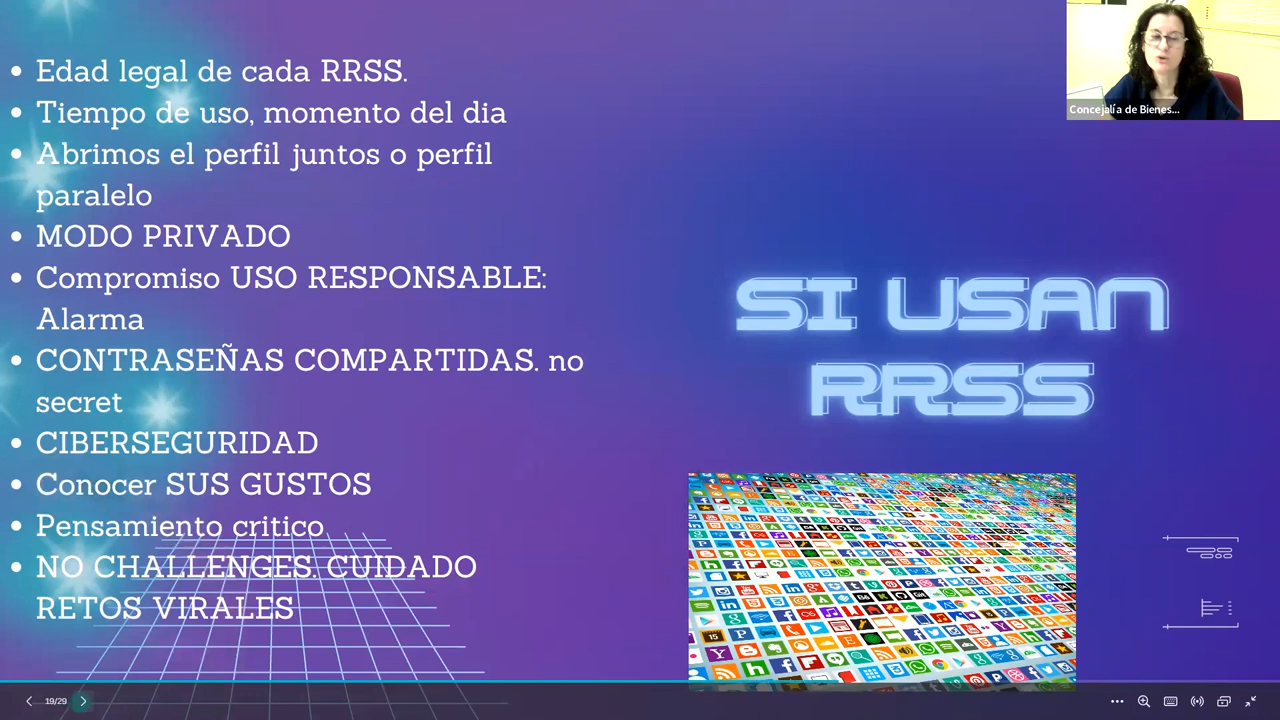 Edad legal de cada RRSS.
Tiempo de uso, momento del dia
Abrimos el perfil juntos o perfil
paralelo
MODO PRIVADO
Compromiso USO RESPONSABLE:
Alarma
CONTRASEÑAS COMPARTIDAS. no
secret
CIBERSEGURIDAD
Conocer SUS GUSTOS
Pensamiento critico
NO CHALLENGES. CUIDADO
RETOS VIRALES
SI USAN
RRSS
Concejalía de Bienes...
19/29